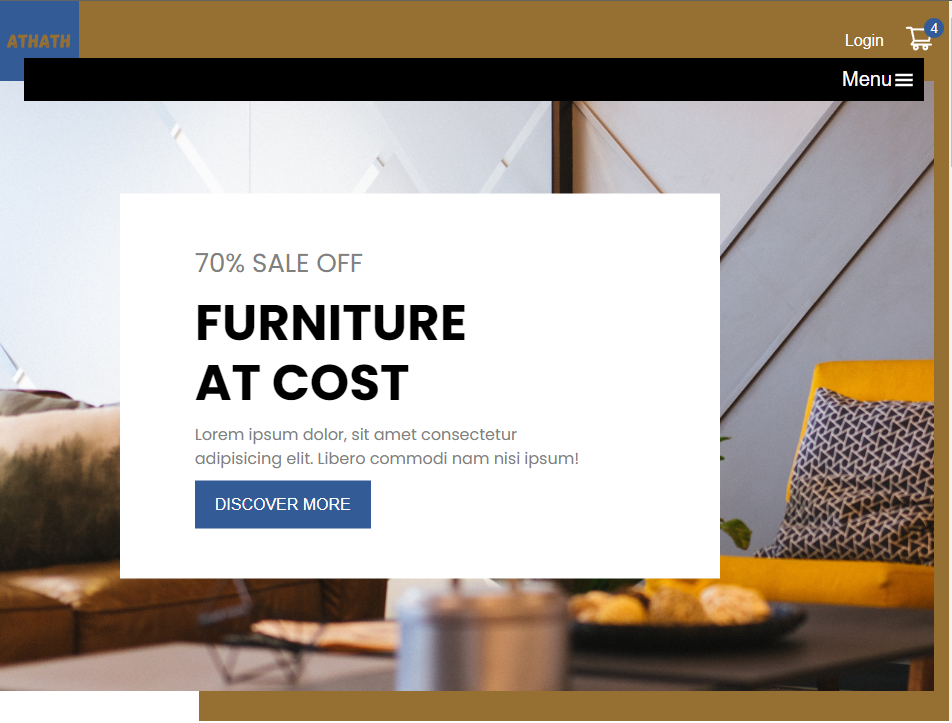 ATHATH
Login
4
Menu
70% SALE OFF
FURNITURE
AT COST
Lorem ipsum dolor, sit amet consectetur
adipisicing elit. Libero commodi nam nisi ipsum!
DISCOVER MORE